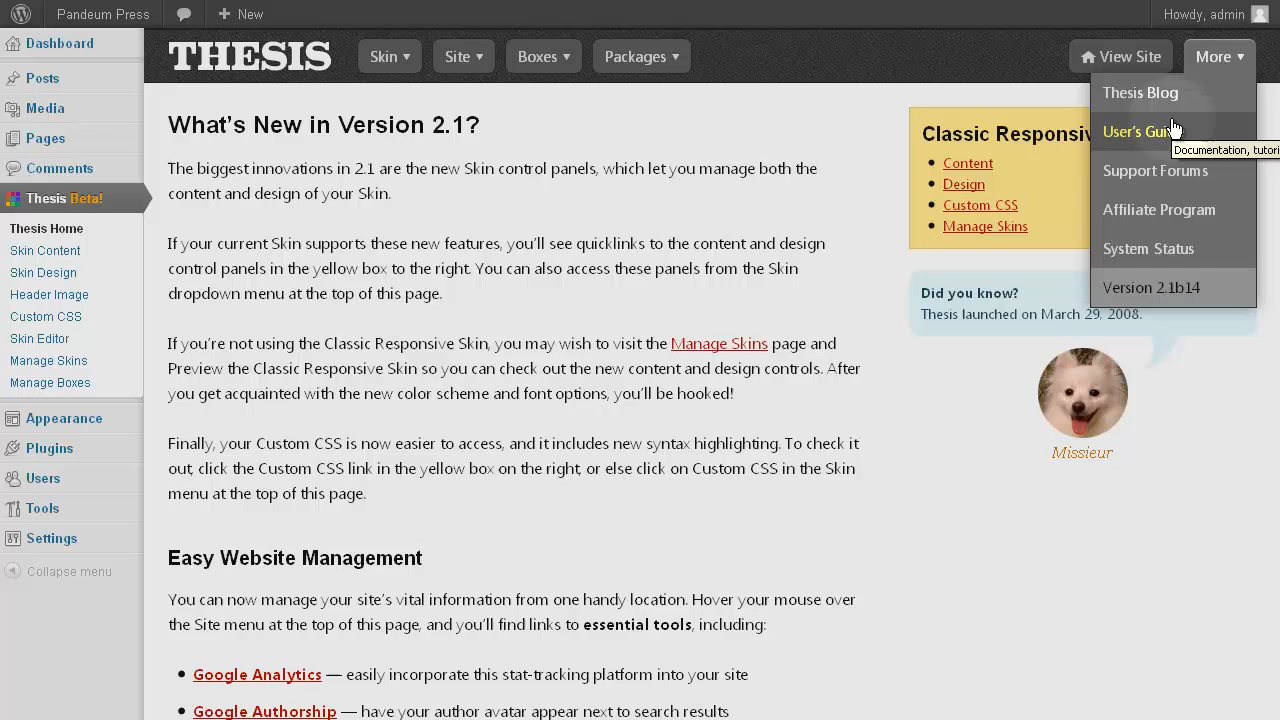 Pandeum Press
New
Howdy, admin
Dashboard
Posts
Media
Pages
Comments
Thesis Beta!
Thesis Home
Skin Content
Skin Design
Header Image
Custom CSS
Skin Editor
Manage Skins
Manage Boxes
Appearance
Plugins
Users
Tools
Settings
Collapse menu
THESIS
Skin
Site
Boxes
Packages
View Site
More
Thesis Blog
User's Gui
Documentation, tutori
Support Forums
Affiliate Program
System Status
Version 2.1b14
What's New in Version 2.1?
The biggest innovations in 2.1 are the new Skin control panels, which let you manage both the
content and design of your Skin.
If your current Skin supports these new features, you'll see quicklinks to the content and design
control panels in the yellow box to the right. You can also access these panels from the Skin
dropdown menu at the top of this page.
If you're not using the Classic Responsive Skin, you may wish to visit the Manage Skins page and
Preview the Classic Responsive Skin so you can check out the new content and design controls. After
you get acquainted with the new color scheme and font options, you'll be hooked!
Finally, your Custom CSS is now easier to access, and it includes new syntax highlighting. To check it
out, click the Custom CSS link in the yellow box on the right, or else click on Custom CSS in the Skin
menu at the top of this page.
Easy Website Management
You can now manage your site's vital information from one handy location. Hover your mouse over
the Site menu at the top of this page, and you'll find links to essential tools, including:
Google Analytics — easily incorporate this stat-tracking platform into your site
Google Authorship — have your author avatar appear next to search results
Classic Responsiv
Content
Design
Custom CSS
Manage Skins
Did you know?
Thesis launched on March 29, 2008.
Missieur